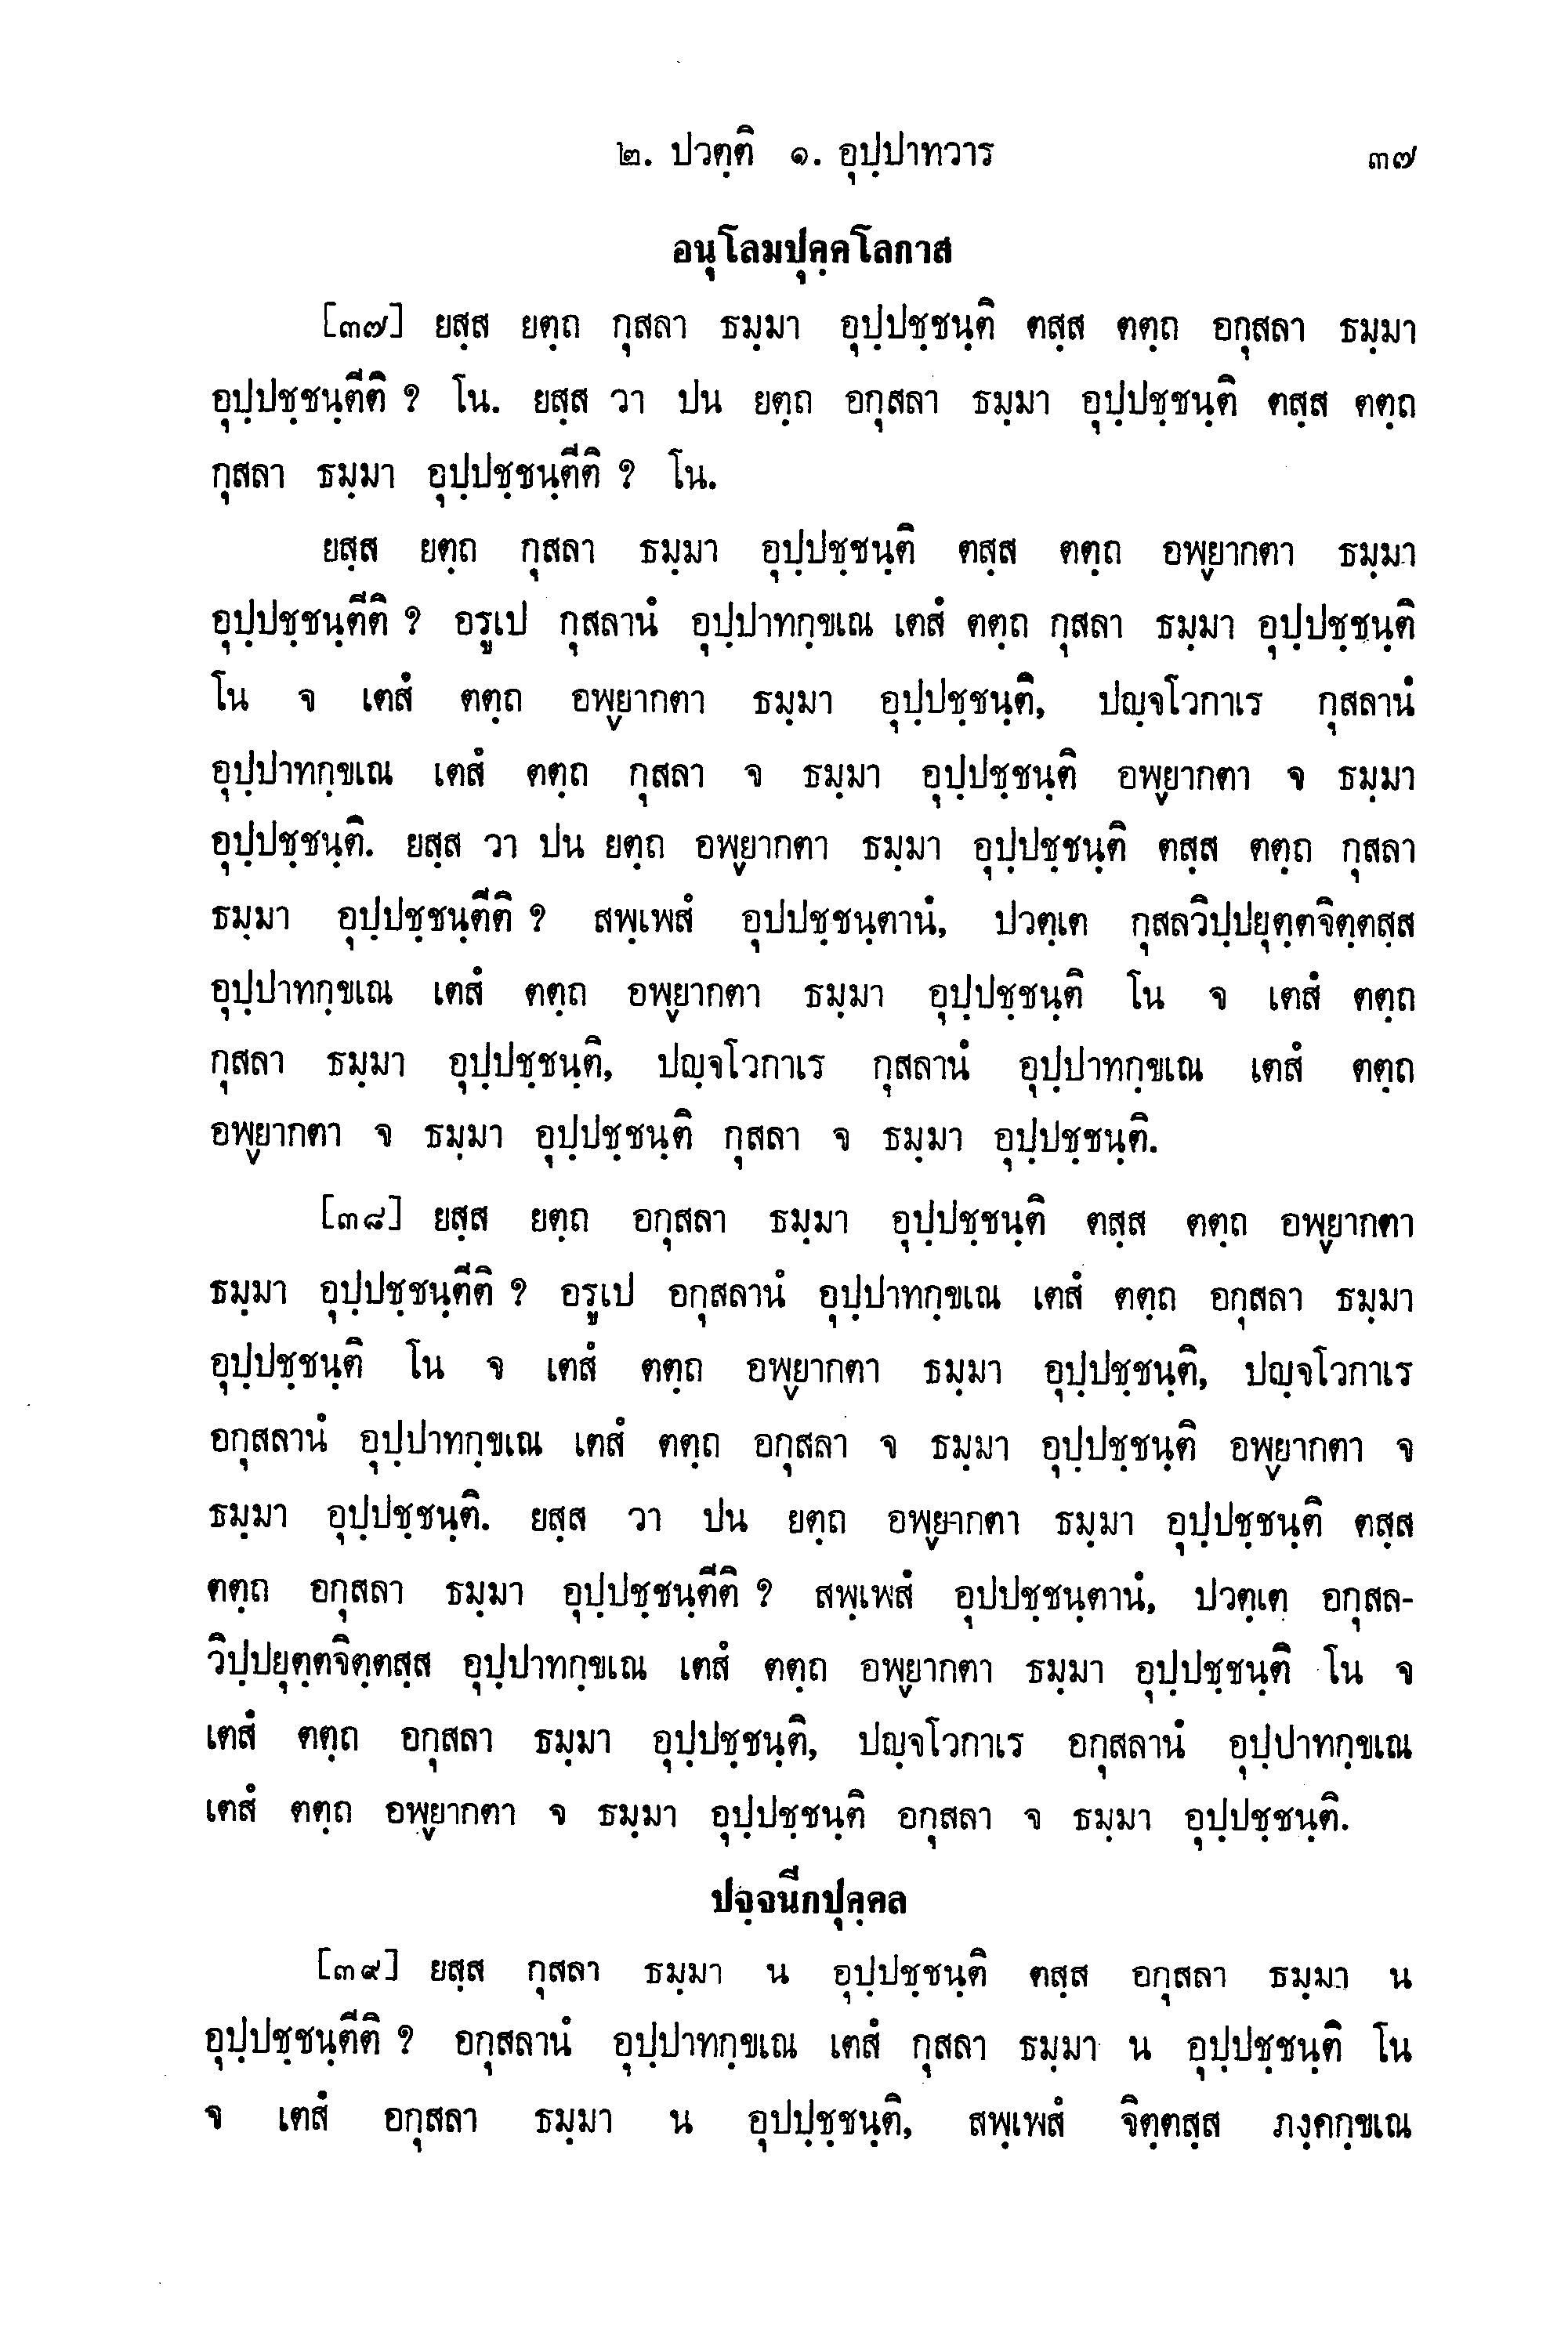 ๒. ปวตฺติ ๑. อุปฺปาทวาร ๓๗
อนุโลมปุคฺคโลกาส
[๓๗] ยสฺส ยตฺถ กุสลา ธมฺมา อุปฺปชฺชนฺติ ตสฺส ตตฺถ อกุสลา ธมฺมา
อุปฺปชฺชนฺตีติ ? โน. ยสฺส วา ปน ยตฺถ อกุสลา ธมฺมา อุปฺปชฺชนฺติ ตสฺส ตตฺถ
กุสลา ธมฺมา อุปฺปชฺชนฺตีติ ? โน.
ยสฺส ยตฺถ กุสลา ธมฺมา อุปฺปชฺชนฺติ ตสฺส ตตฺถ อพฺยากตา ธมฺมา
อุปฺปชฺชนฺตีติ ? อรูเป กุสลานํ อุปฺปาทกฺขเณ เตสํ ตตฺถ กุสลา ธมฺมา อุปฺปชฺชนฺติ
โน จ เตสํ ตตฺถ อพฺยากตา ธมฺมา อุปฺปชฺชนฺติ, ปญฺจโวกาเร กุสลานํ
อุปฺปาทกฺขเณ เตสํ ตตฺถ กุสลา จ ธมฺมา อุปฺปชฺชนฺติ อพฺยากตา จ ธมฺมา
อุปฺปชฺชนฺติ. ยสฺส วา ปน ยตฺถ อพฺยากตา ธมฺมา อุปฺปชฺชนฺติ ตสฺส ตตฺถ กุสลา
ธมฺมา อุปฺปชฺชนฺตีติ ? สพฺเพสํ อุปปชฺชนฺตานํ, ปวตฺเต กุสลวิปฺปยุตฺตจิตฺตสฺส
อุปฺปาทกฺขเณ เตสํ ตตฺถ อพฺยากตา ธมฺมา อุปฺปชฺชนฺติ โน จ เตสํ ตตฺถ
กุสลา ธมฺมา อุปฺปชฺชนฺติ, ปญฺจโวกาเร กุสลานํ อุปฺปาทกฺขเณ เตสํ ตตฺถ
อพฺยากตา จ ธมฺมา อุปฺปชฺชนฺติ กุสลา จ ธมฺมา อุปฺปชฺชนฺติ.
[๓๘] ยสฺส ยตฺถ อกุสลา ธมฺมา อุปฺปชฺชนฺติ ตสฺส ตตฺถ อพฺยากตา
ธมฺมา อุปฺปชฺชนฺตีติ ? อรูเป อกุสลานํ อุปฺปาทกฺขเณ เตสํ ตตฺถ อกุสลา ธมฺมา
อุปฺปชฺชนฺติ โน จ เตสํ ตตฺถ อพฺยากตา ธมฺมา อุปฺปชฺชนฺติ, ปญฺจโวกาเร
อกุสลานํ อุปฺปาทกฺขเณ เตสํ ตตฺถ อกุสลา จ ธมฺมา อุปฺปชฺชนฺติ อพฺยากตา จ
ธมฺมา อุปฺปชฺชนฺติ. ยสฺส วา ปน ยตฺถ อพฺยากตา ธมฺมา อุปฺปชฺชนฺติ ตสฺส
ตตฺถ อกุสลา ธมฺมา อุปฺปชฺชนฺตีติ ? สพฺเพสํ อุปปชฺชนฺตานํ, ปวตฺเต อกุสล-
วิปฺปยุตฺตจิตฺตสฺส อุปฺปาทกฺขเณ เตสํ ตตฺถ อพฺยากตา ธมฺมา อุปฺปชฺชนฺติ โน จ
เตสํ ตตฺถ อกุสลา ธมฺมา อุปฺปชฺชนฺติ, ปญฺจโวกาเร อกุสลานํ อุปฺปาทกฺขเณ
เตสํ ตตฺถ อพฺยากตา จ ธมฺมา อุปฺปชฺชนฺติ อกุสลา จ ธมฺมา อุปฺปชฺชนฺติ.
ปจฺจนีกปุคฺคล
[๓๙] ยสฺส กุสลา ธมฺมา น อุปฺปชฺชนฺติ ตสฺส อกุสลา ธมฺมา น
อุปฺปชฺชนฺตีติ ? อกุสลานํ อุปฺปาทกฺขเณ เตสํ กุสลา ธมฺมา น อุปฺปชฺชนฺติ โน
จ เตสํ อกุสลา ธมฺมา น อุปปฺชฺชนฺติ, สพฺเพสํ จิตฺตสฺส ภงฺคกฺขเณ